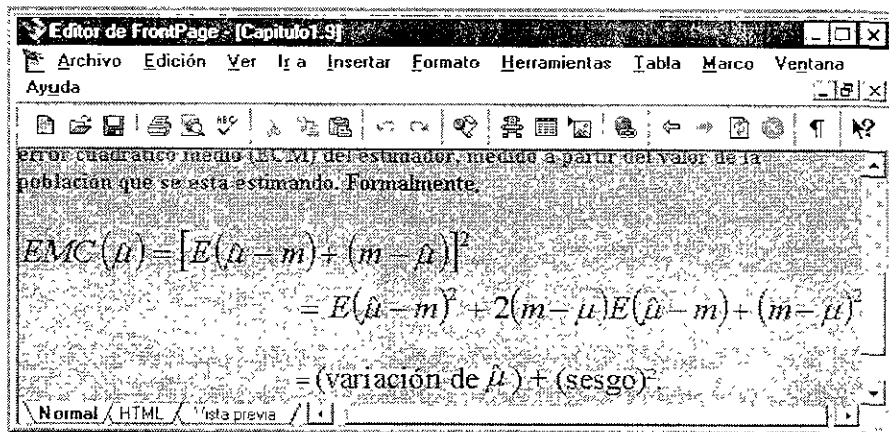 Editor de FrontPage - [Capitulo1.9]
Archivo Edición Ver Ir a Insertar Formato Herramientas Tabla Marco Ventana
Ayuda
error cuadrático medio (ECM) del estimador, medido a partir del valor de la
población que se esta estimando. Formalmente,
EMC(μ̂) = [E(μ̂ − m) + (m − μ̂)]²
= E(μ̂ − m)² + 2(m − μ)E(μ̂ − m) + (m − μ)²
= (variación de μ̂) + (sesgo)².
Normal HTML Vista previa